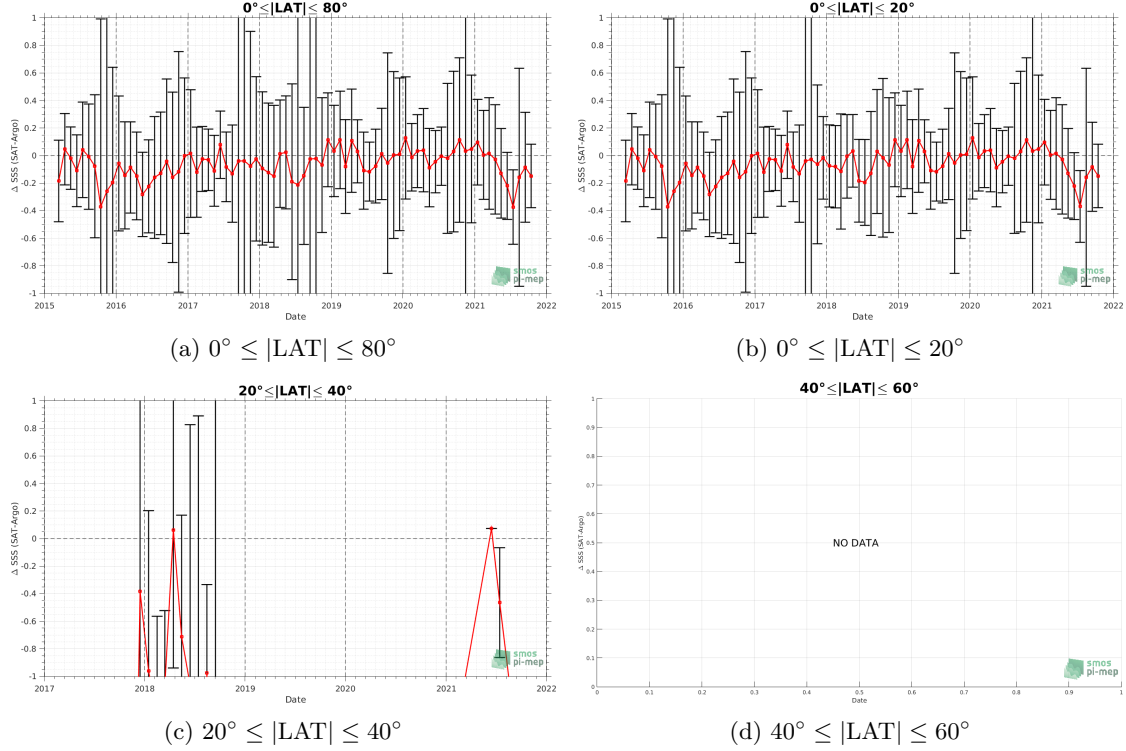 0°≤|LAT|≤ 80°
Δ SSS (SAT-Argo)
1
0.8
0.6
0.4
0.2
0
-0.2
-0.4
-0.6
-0.8
-1
2015 2016 2017 2018 2019 2020 2021 2022
Date
smos
pi-mep
(a) 0° ≤ |LAT| ≤ 80°
0°≤|LAT|≤ 20°
Δ SSS (SAT-Argo)
1
0.8
0.6
0.4
0.2
0
-0.2
-0.4
-0.6
-0.8
-1
2015 2016 2017 2018 2019 2020 2021 2022
Date
smos
pi-mep
(b) 0° ≤ |LAT| ≤ 20°
20°≤|LAT|≤ 40°
Δ SSS (SAT-Argo)
1
0.8
0.6
0.4
0.2
0
-0.2
-0.4
-0.6
-0.8
-1
2017 2018 2019 2020 2021 2022
Date
smos
pi-mep
(c) 20° ≤ |LAT| ≤ 40°
40°≤|LAT|≤ 60°
Δ SSS (SAT-Argo)
1
0.9
0.8
0.7
0.6
0.5
0.4
0.3
0.2
0.1
0
NO DATA
0 0.1 0.2 0.3 0.4 0.5 0.6 0.7 0.8 0.9 1
Date
smos
pi-mep
(d) 40° ≤ |LAT| ≤ 60°